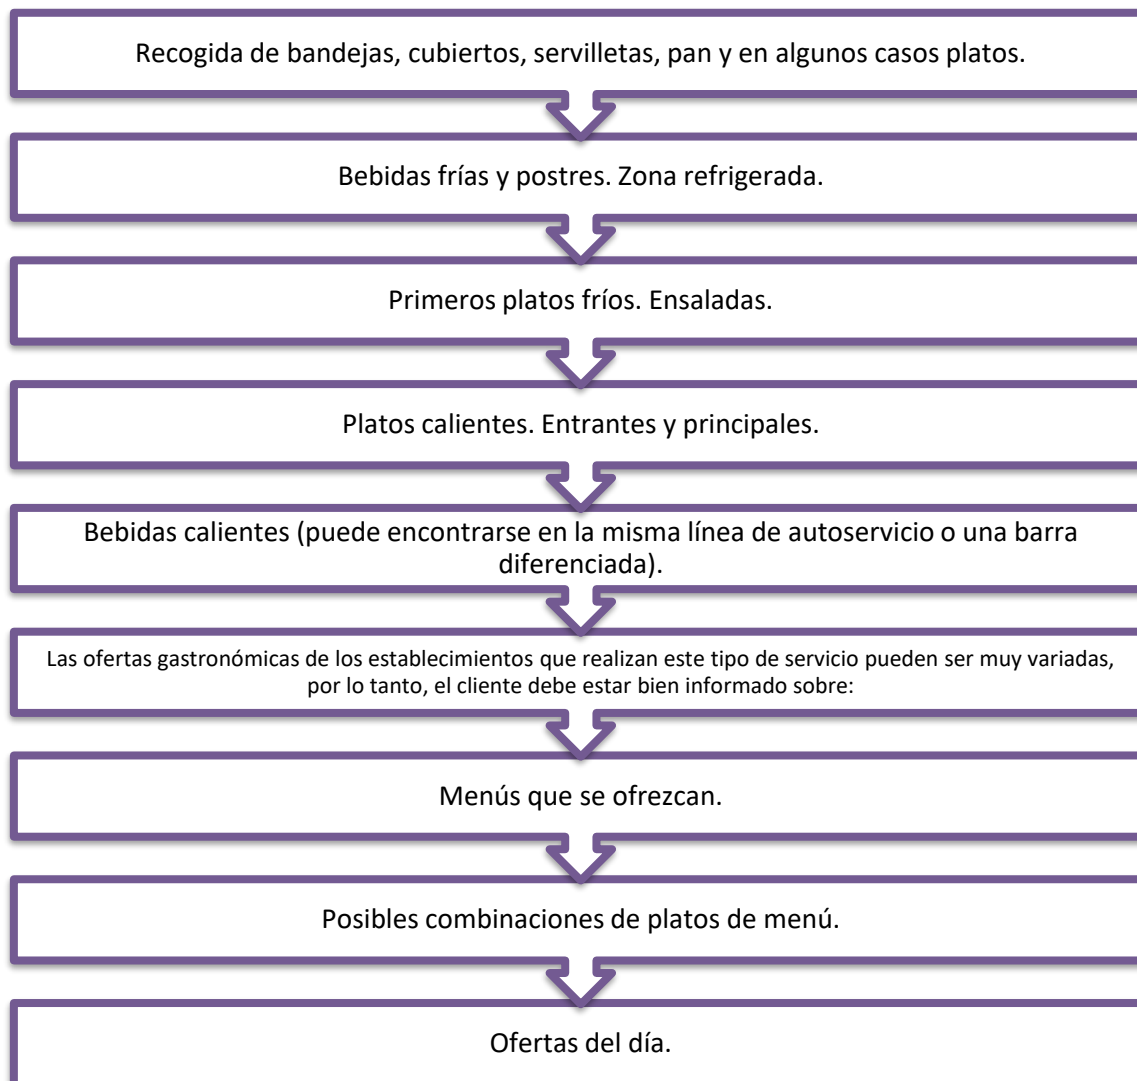 Recogida de bandejas, cubiertos, servilletas, pan y en algunos casos platos.
Bebidas frías y postres. Zona refrigerada.
Primeros platos fríos. Ensaladas.
Platos calientes. Entrantes y principales.
Bebidas calientes (puede encontrarse en la misma línea de autoservicio o una barra
diferenciada).
Las ofertas gastronómicas de los establecimientos que realizan este tipo de servicio pueden ser muy variadas,
por lo tanto, el cliente debe estar bien informado sobre:
Menús que se ofrezcan.
Posibles combinaciones de platos de menú.
Ofertas del día.